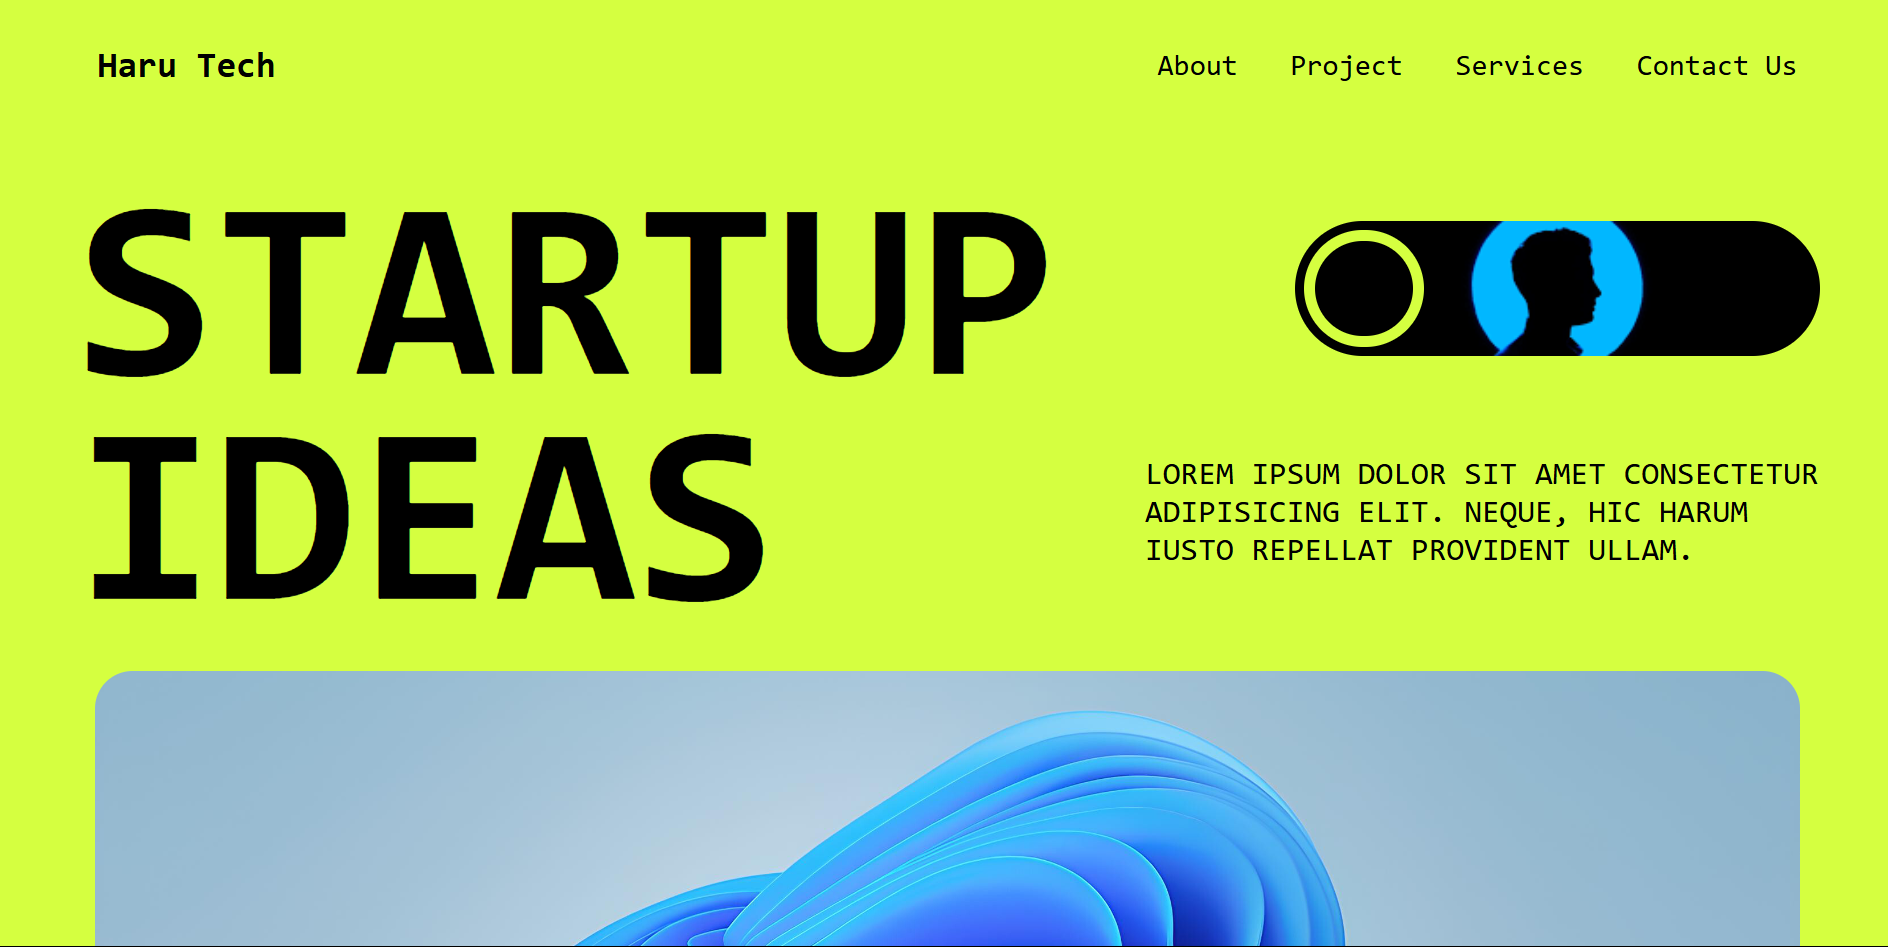 Haru Tech
About Project Services Contact Us
STARTUP
IDEAS
LOREM IPSUM DOLOR SIT AMET CONSECTETUR
ADIPISICING ELIT. NEQUE, HIC HARUM
IUSTO REPELLAT PROVIDENT ULLAM.